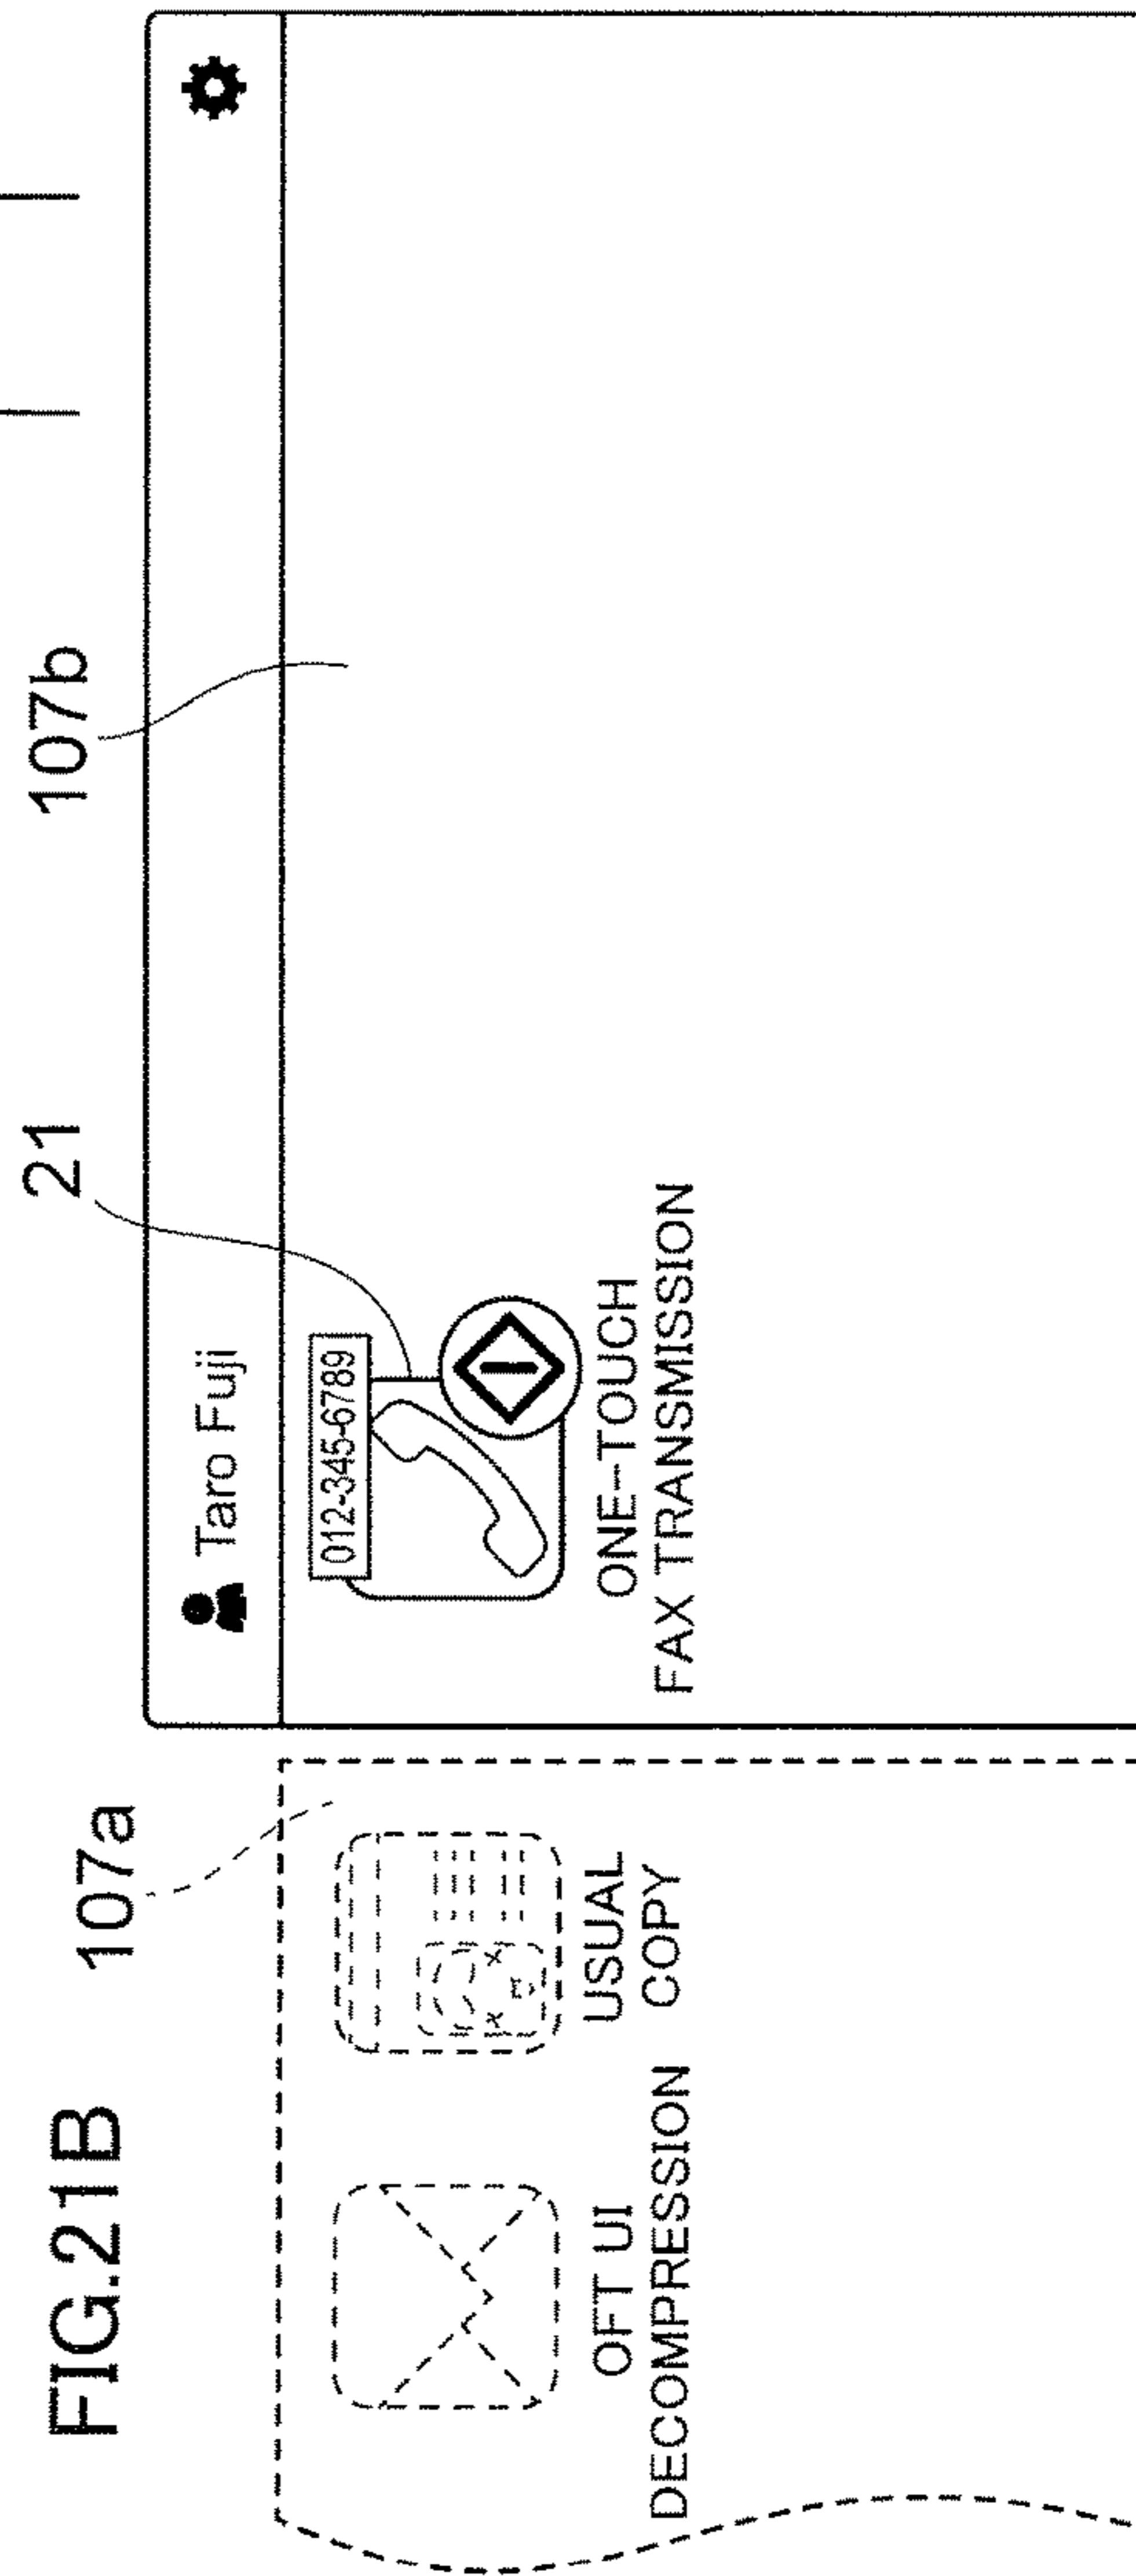 FIG.21B
107a
21
107b
Taro Fuji
012-345-6789
OFT UI
DECOMPRESSION
USUAL
COPY
ONE-TOUCH
FAX TRANSMISSION